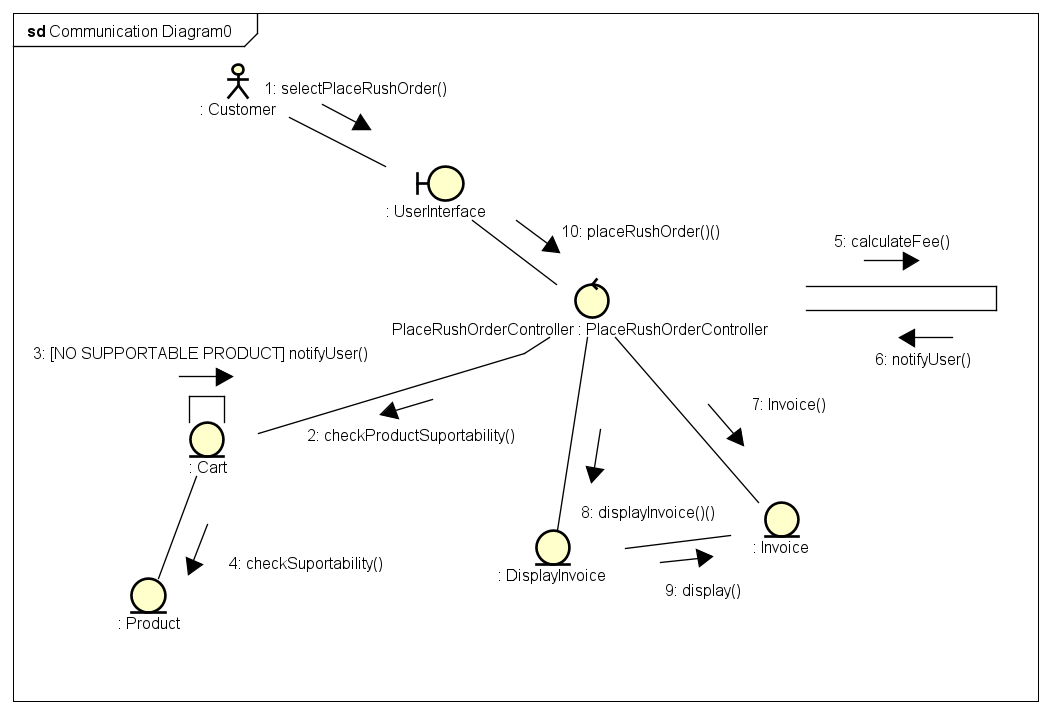 sd Communication Diagram0
1: selectPlaceRushOrder()
: Customer
: UserInterface
10: placeRushOrder()()
5: calculateFee()
PlaceRushOrderController : PlaceRushOrderController
6: notifyUser()
3: [NO SUPPORTABLE PRODUCT] notifyUser()
7: Invoice()
2: checkProductSuportability()
: Cart
8: displayInvoice()()
: Invoice
4: checkSuportability()
: DisplayInvoice
9: display()
: Product